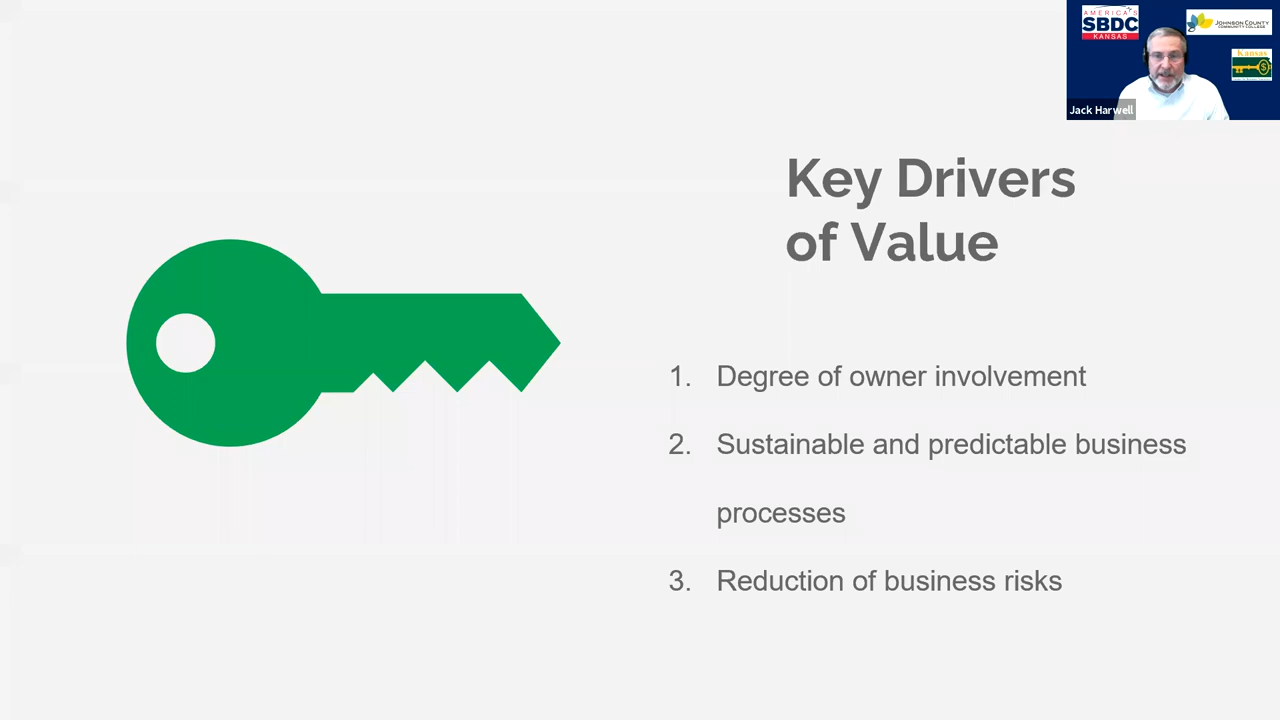 AMERICA'S
SBDC
KANSAS
JOHNSON COUNTY
COMMUNITY COLLEGE
Kansas
Jack Harwell
Key Drivers
of Value
1. Degree of owner involvement
2. Sustainable and predictable business
processes
3. Reduction of business risks